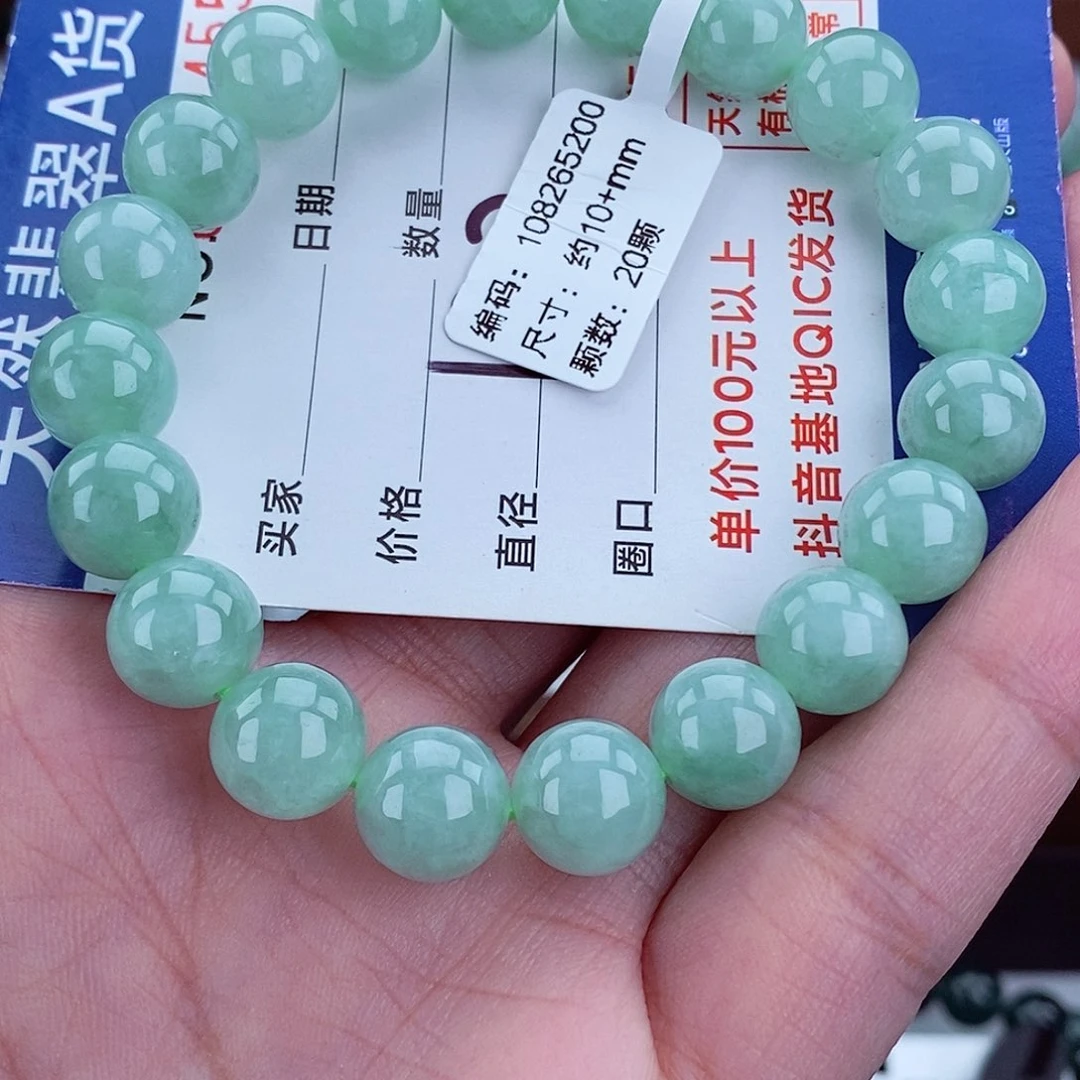 天然翡翠A货
日期
数量
买家
价格
直径
圈口
编码：108265200
尺寸：约10+mm
颗数：20颗
单价100元以上
抖音基地QIC发货